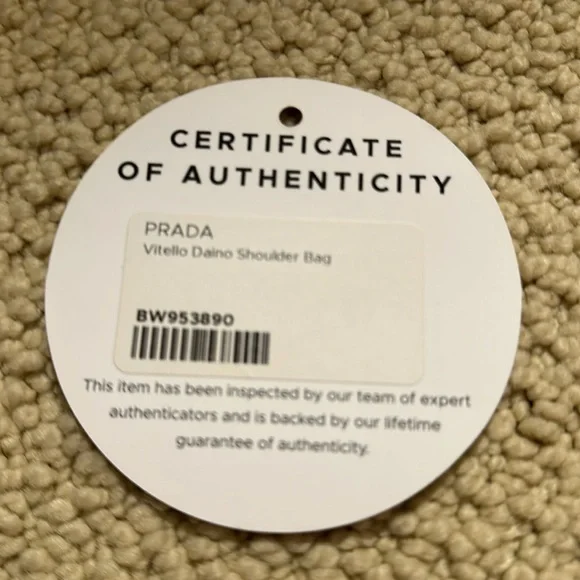 CERTIFICATE
OF AUTHENTICITY
PRADA
Vitello Daino Shoulder Bag
BW953890
This item has been inspected by our team of expert
authenticators and is backed by our lifetime
guarantee of authenticity.